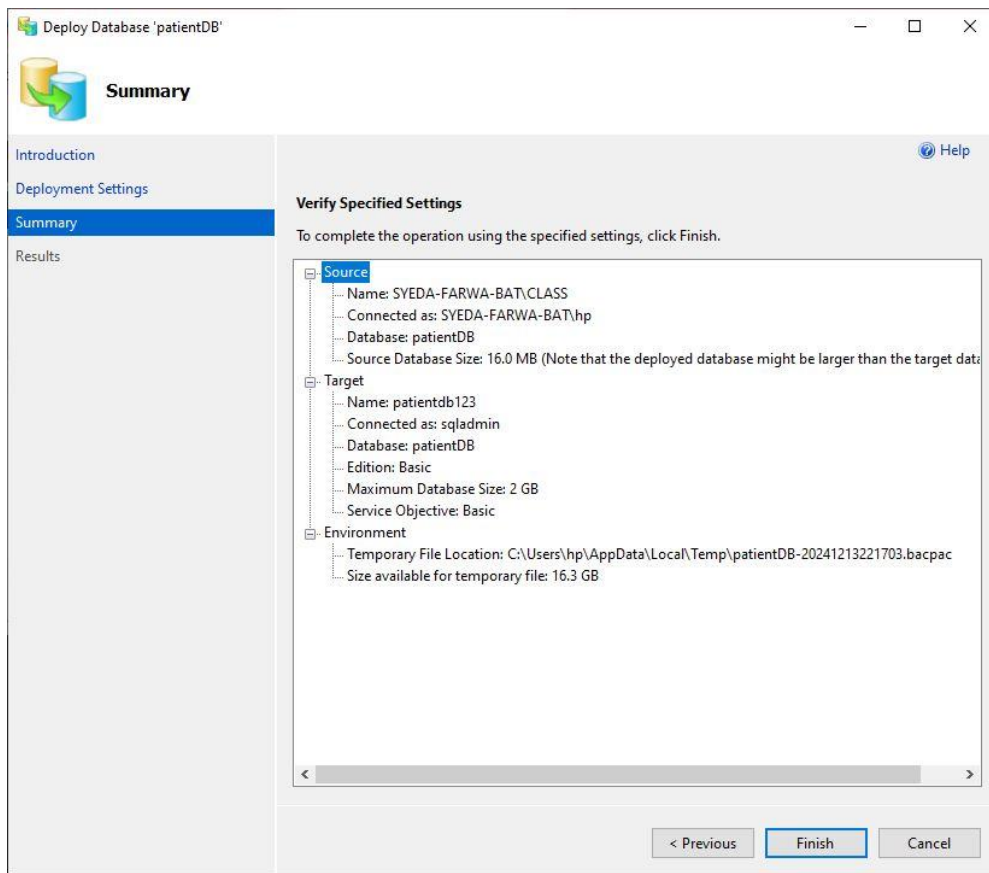 Deploy Database 'patientDB'
Summary
Introduction
Deployment Settings
Summary
Results
Help
Verify Specified Settings
To complete the operation using the specified settings, click Finish.
Source
Name: SYEDA-FARWA-BAT\CLASS
Connected as: SYEDA-FARWA-BAT\hp
Database: patientDB
Source Database Size: 16.0 MB (Note that the deployed database might be larger than the target data
Target
Name: patientdb123
Connected as: sqladmin
Database: patientDB
Edition: Basic
Maximum Database Size: 2 GB
Service Objective: Basic
Environment
Temporary File Location: C:\Users\hp\AppData\Local\Temp\patientDB-20241213221703.bacpac
Size available for temporary file: 16.3 GB
< Previous
Finish
Cancel